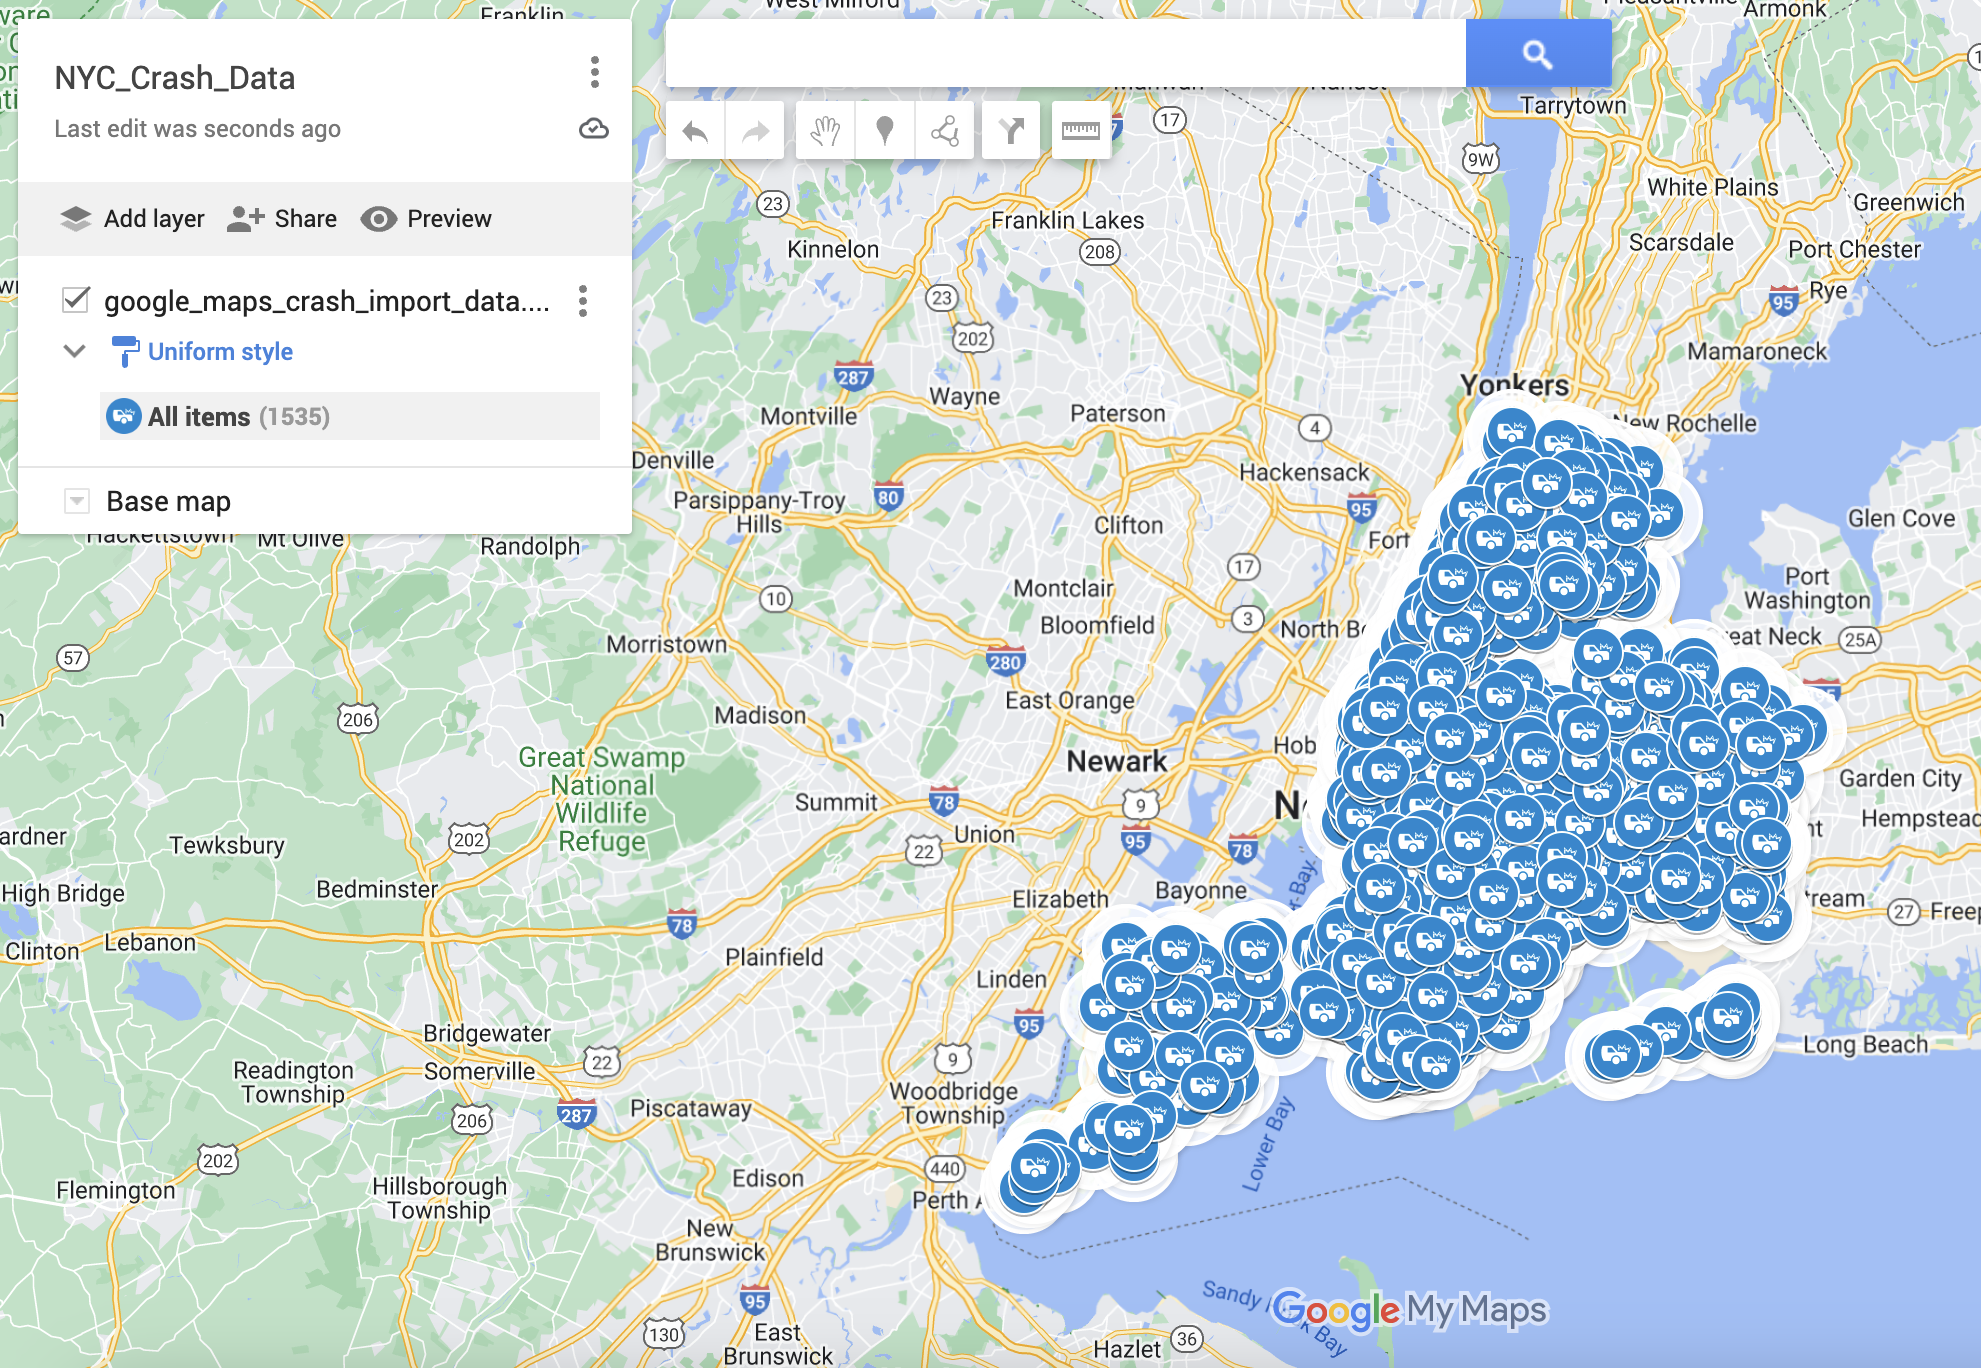 NYC_Crash_Data
Last edit was seconds ago
Add layer
Share
Preview
google_maps_crash_import_data....
Uniform style
All items (1535)
Base map
Franklin
West Milford
Armonk
Tarrytown
17
9W
White Plains
Greenwich
23
Franklin Lakes
Kinnelon
208
Scarsdale
Port Chester
23
95
Rye
202
Mamaroneck
287
Wayne
Yonkers
Montville
Paterson
4
New Rochelle
Denville
Hackensack
Parsippany-Troy
Hills
80
95
Clifton
Fort
Glen Cove
Hackettstown
Mt Olive
Randolph
17
Port
Washington
10
Montclair
Bloomfield
3
North Be
Great Neck
25A
57
Morristown
280
East Orange
206
Madison
Great Swamp
National
Wildlife
Refuge
Newark
Hob
Garden City
Summit
78
9
Hempstead
Union
95
78
22
Tewksbury
202
High Bridge
Bedminster
Elizabeth
Bayonne
27
Freep
78
Clinton
Lebanon
Plainfield
Linden
95
Bridgewater
Somerville
22
9
Long Beach
Readington
Township
Woodbridge
Township
206
287
Piscataway
Lower Bay
202
440
Edison
Flemington
Hillsborough
Township
Perth A
New
Brunswick
95
Sandy
k Bay
Google My Maps
130
East
Brunswick
Hazlet
36